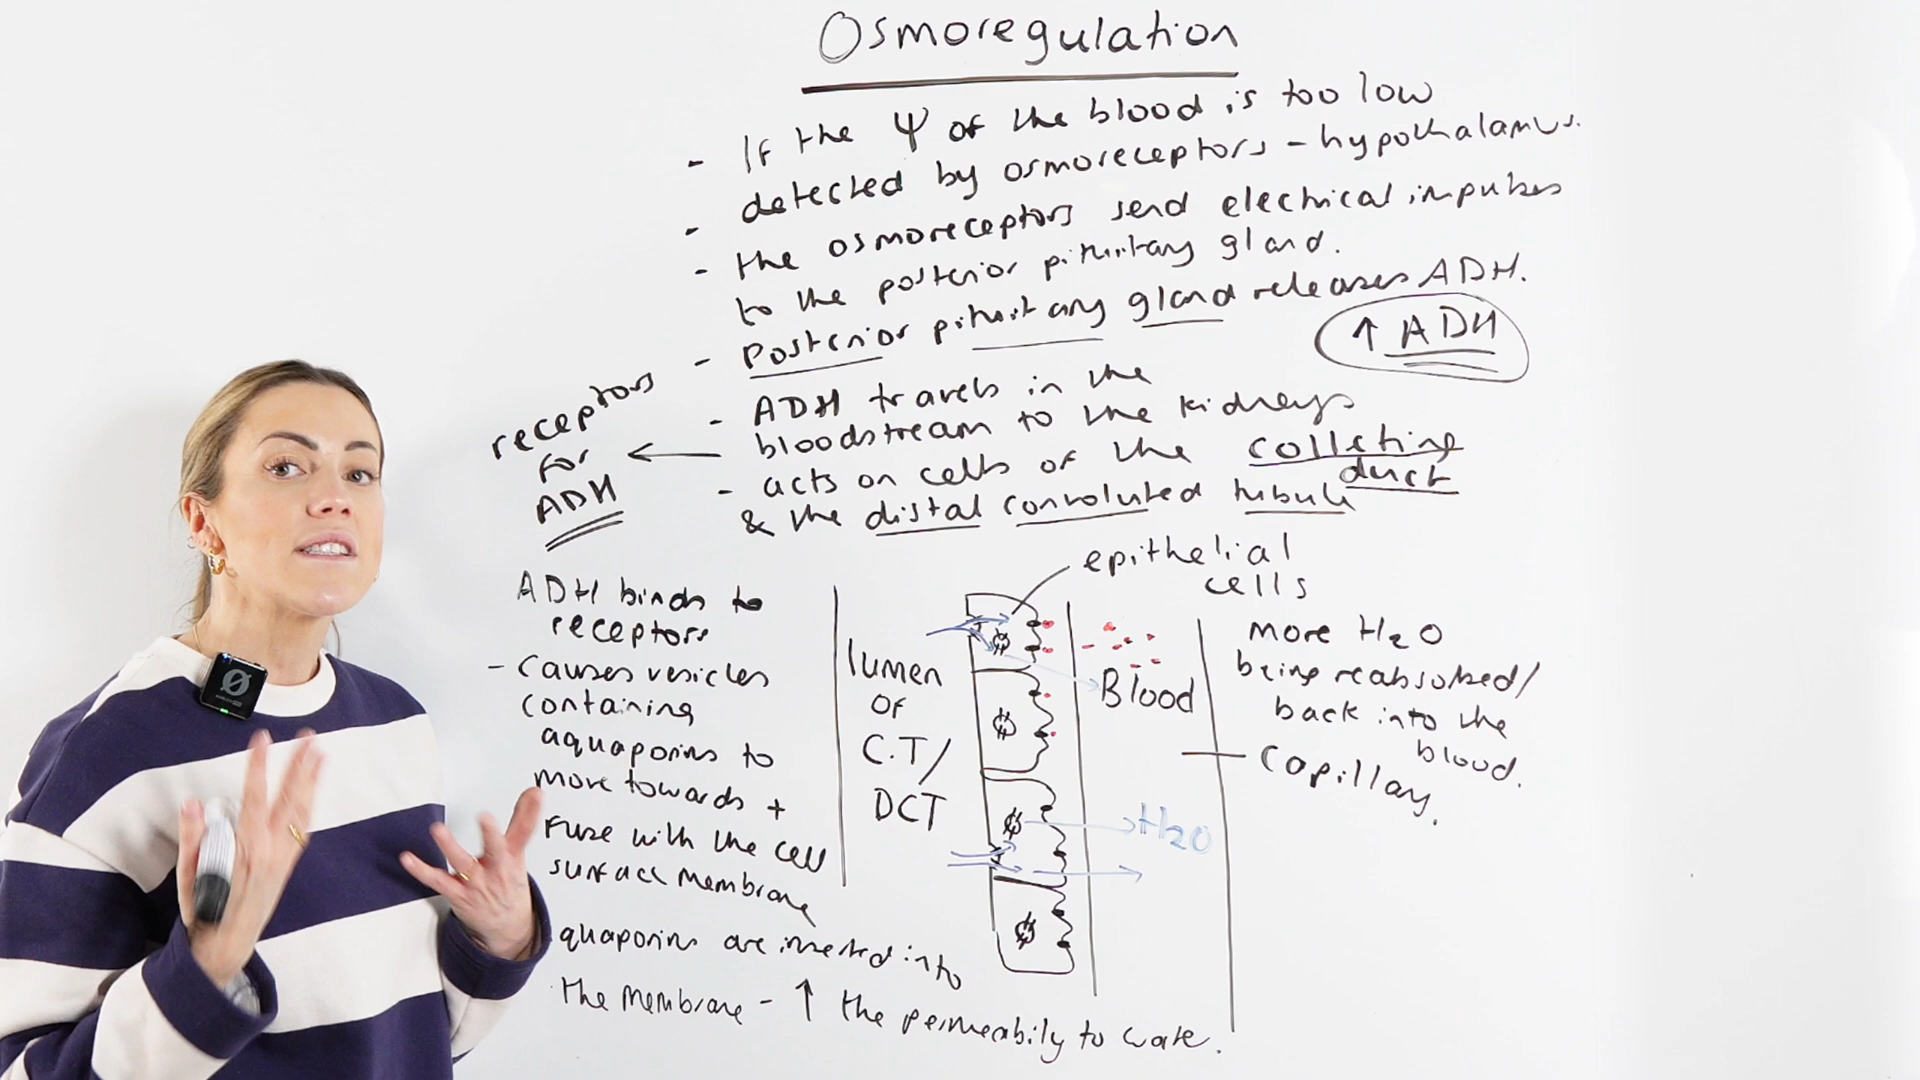 Osmoregulation
- If the Ψ of the blood is too low
- detected by osmoreceptors - hypothalamus.
- the osmoreceptors send electrical impulses
to the posterior pituitary gland.
- Posterior pituitary gland releases ADH.
↑ ADH
- ADH travels in the
bloodstream to the kidneys
- acts on cells of the collecting
duct
& the distal convoluted tubule
receptors
for
ADH
ADH binds to
receptors
- causes vesicles
containing
aquaporins to
move towards +
fuse with the cell
surface membrane
quaporins are inserted into
the membrane - ↑ the permeability to water.
epithelial
cells
lumen
of
C.T/
DCT
Blood
H2O
more H2O
being reabsorbed/
back into the
blood.
capillary.